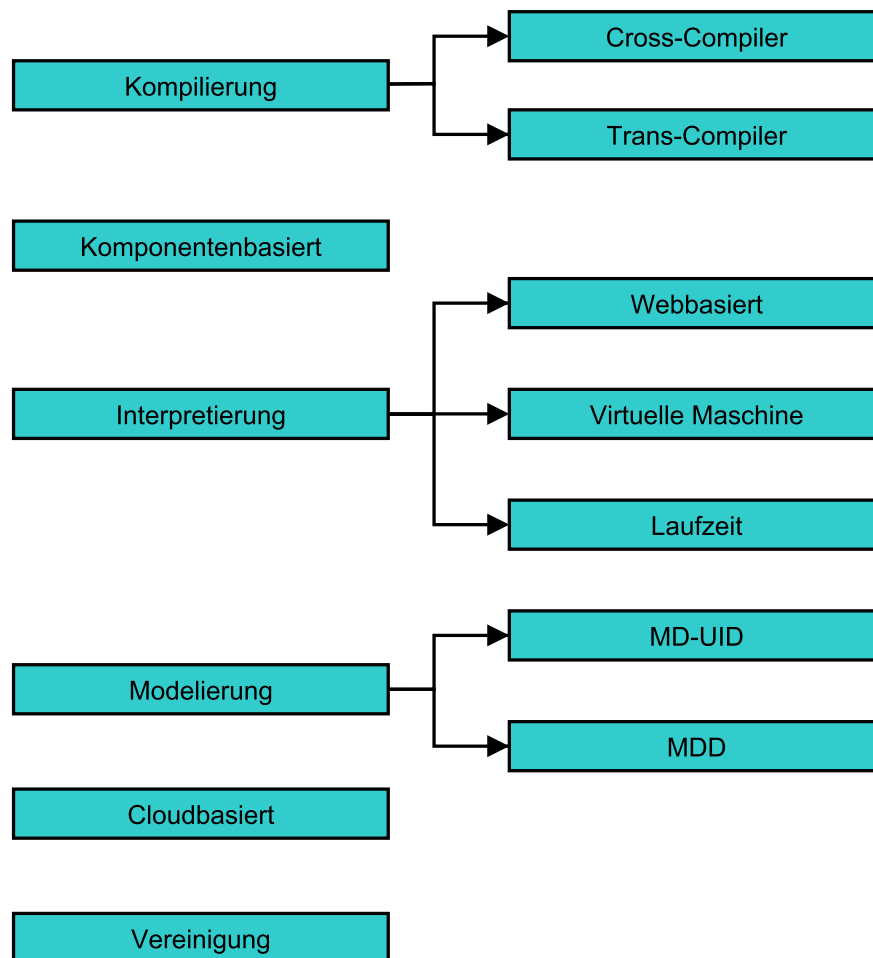 Cross-Compiler
Kompilierung
Trans-Compiler
Komponentenbasiert
Webbasiert
Interpretierung
Virtuelle Maschine
Laufzeit
MD-UID
Modelierung
MDD
Cloudbasiert
Vereinigung